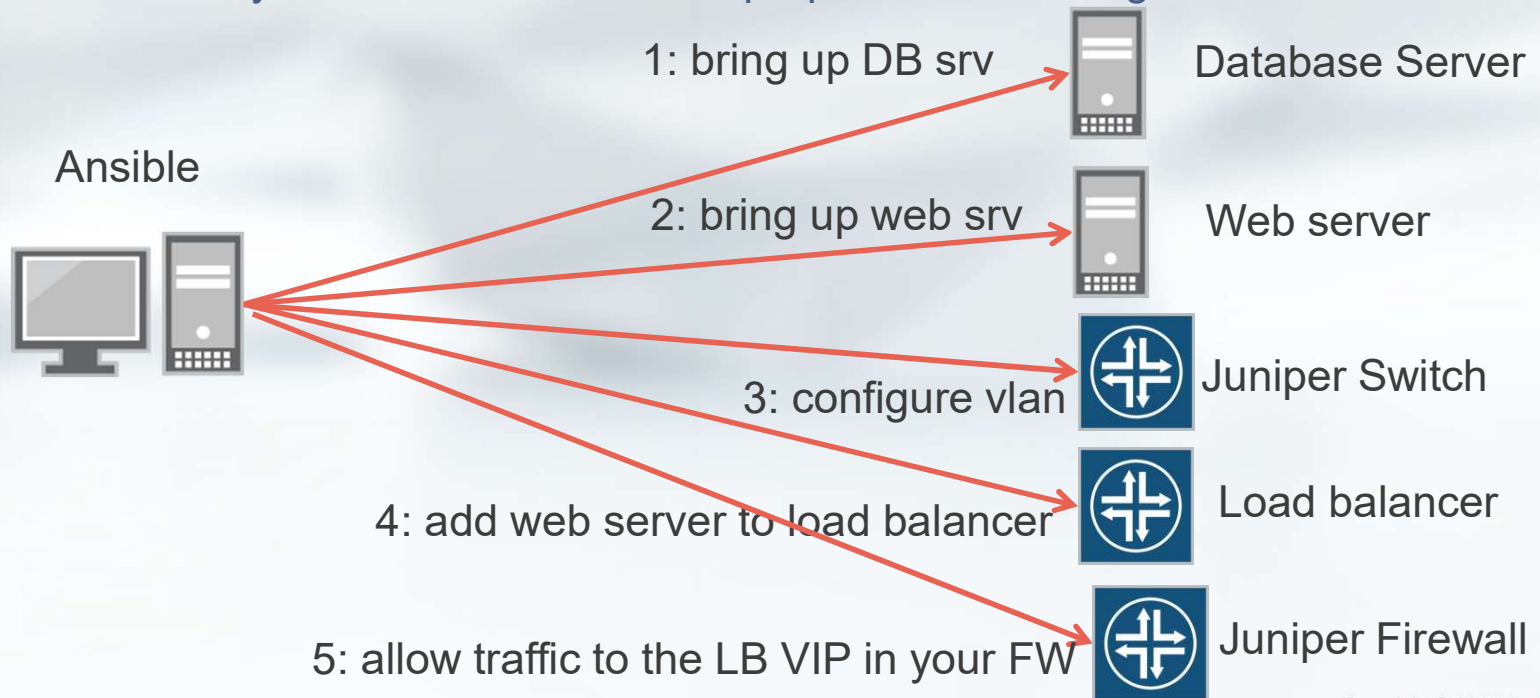 1: bring up DB srv
Database Server
Ansible
2: bring up web srv
Web server
Juniper Switch
3: configure vlan
Load balancer
4: add web server to load balancer
Juniper Firewall
5: allow traffic to the LB VIP in your FW